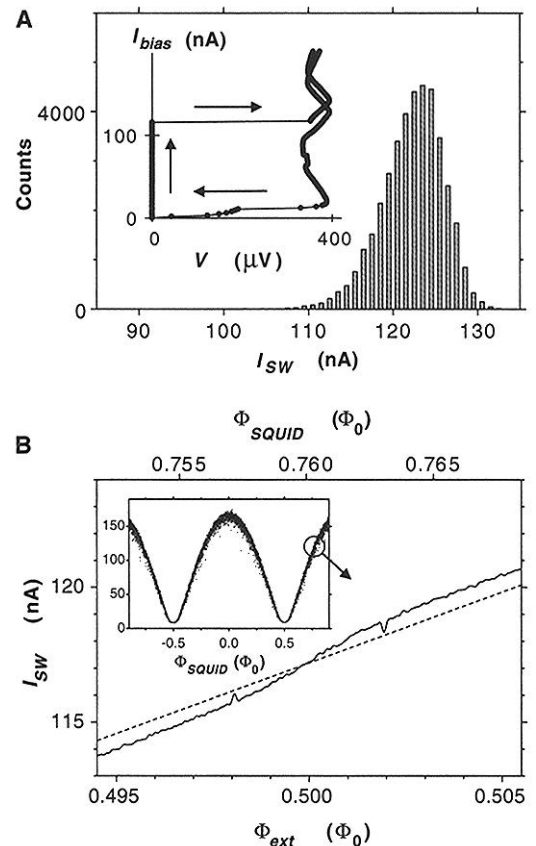 A
I_bias (nA)
4000
100
Counts
0
0
400
V (μV)
0
90
100
110
120
130
I_SW (nA)
Φ_SQUID (Φ_0)
B
0.755
0.760
0.765
150
100
50
0
120
-0.5
0.0
0.5
Φ_SQUID (Φ_0)
I_SW (nA)
115
0.495
0.500
0.505
Φ_ext (Φ_0)